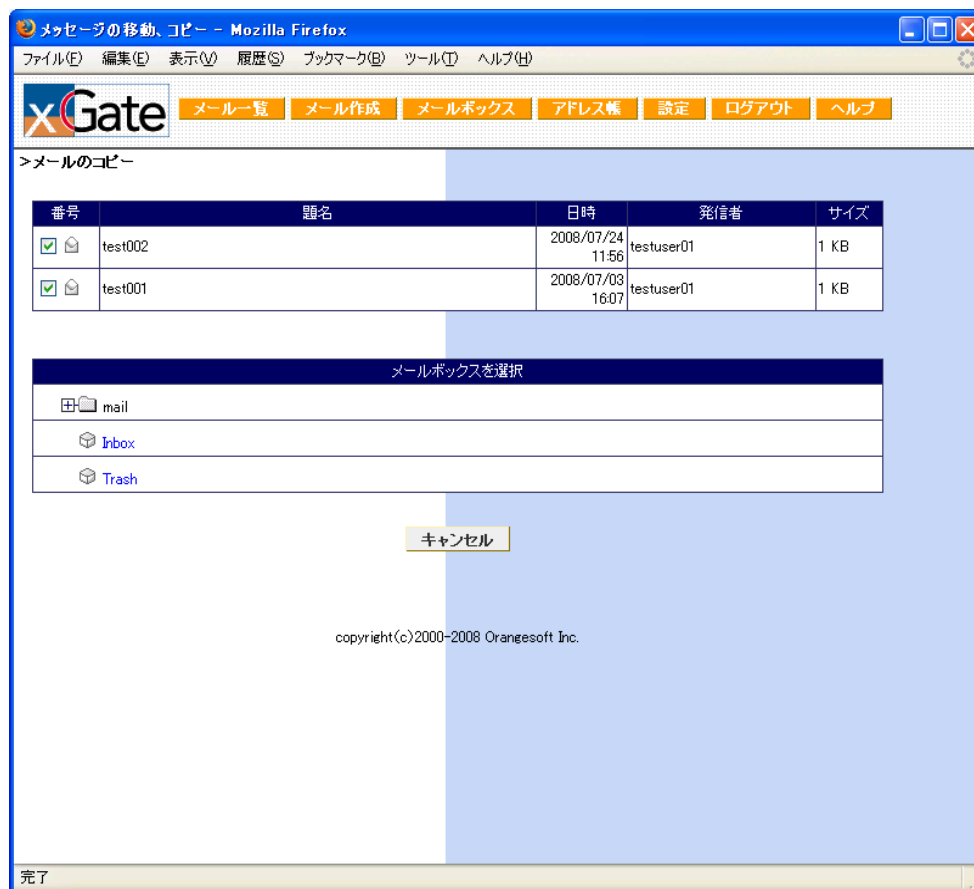 メッセージの移動、コピー - Mozilla Firefox
ファイル(F) 編集(E) 表示(V) 履歴(S) ブックマーク(B) ツール(T) ヘルプ(H)
xGate メール一覧 メール作成 メールボックス アドレス帳 設定 ログアウト ヘルプ
>メールのコピー
番号 題名 日時 発信者 サイズ
test002 2008/07/24 11:56 testuser01 1 KB
test001 2008/07/03 16:07 testuser01 1 KB
メールボックスを選択
mail
Inbox
Trash
キャンセル
copyright(c)2000-2008 Orangesoft Inc.
完了